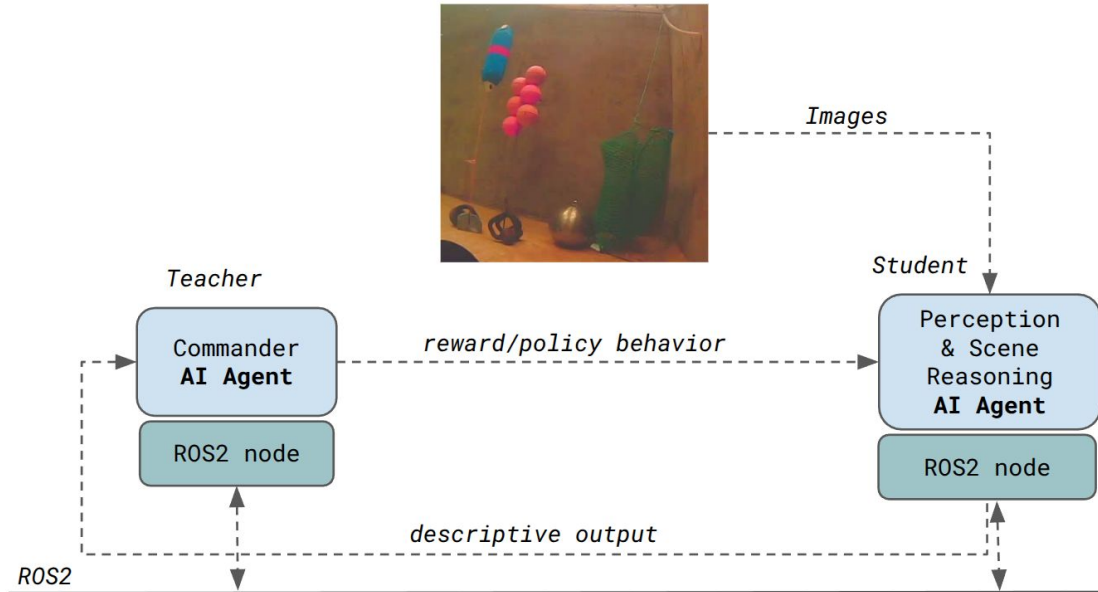 Images
Teacher
Student
Commander
AI Agent
reward/policy behavior
Perception
& Scene
Reasoning
AI Agent
ROS2 node
ROS2 node
descriptive output
ROS2